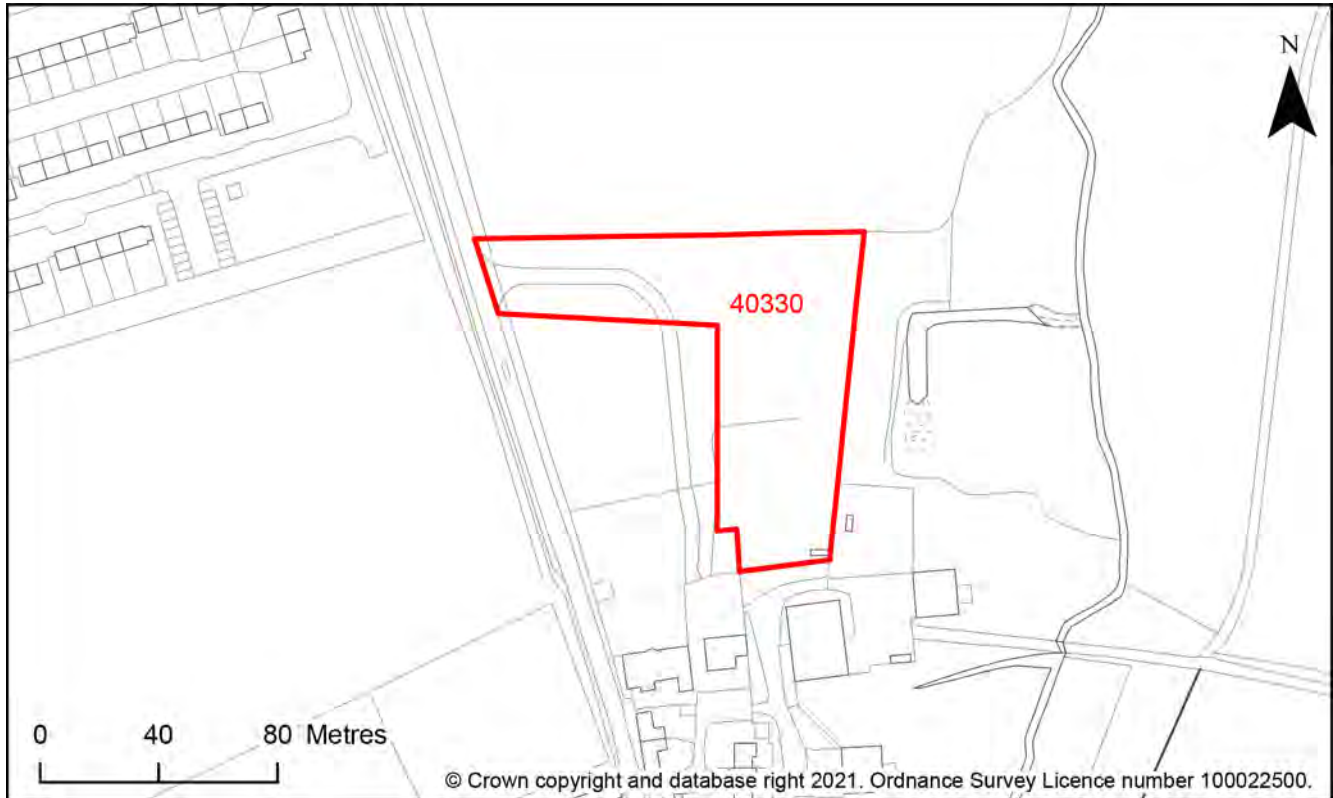 N
40330
0 40 80 Metres
© Crown copyright and database right 2021. Ordnance Survey Licence number 100022500.